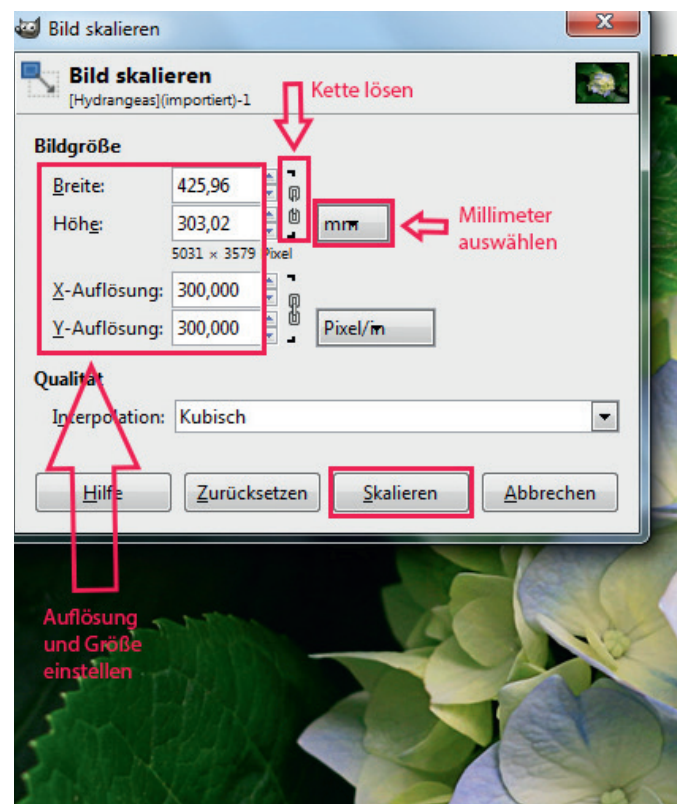 Bild skalieren
Bild skalieren
[Hydrangeas](importiert)-1
Kette lösen
Bildgröße
Breite: 425,96
Höhe: 303,02 mm
Millimeter
auswählen
5031 × 3579 Pixel
X-Auflösung: 300,000
Y-Auflösung: 300,000 Pixel/in
Qualität
Interpolation: Kubisch
Hilfe Zurücksetzen Skalieren Abbrechen
Auflösung
und Größe
einstellen